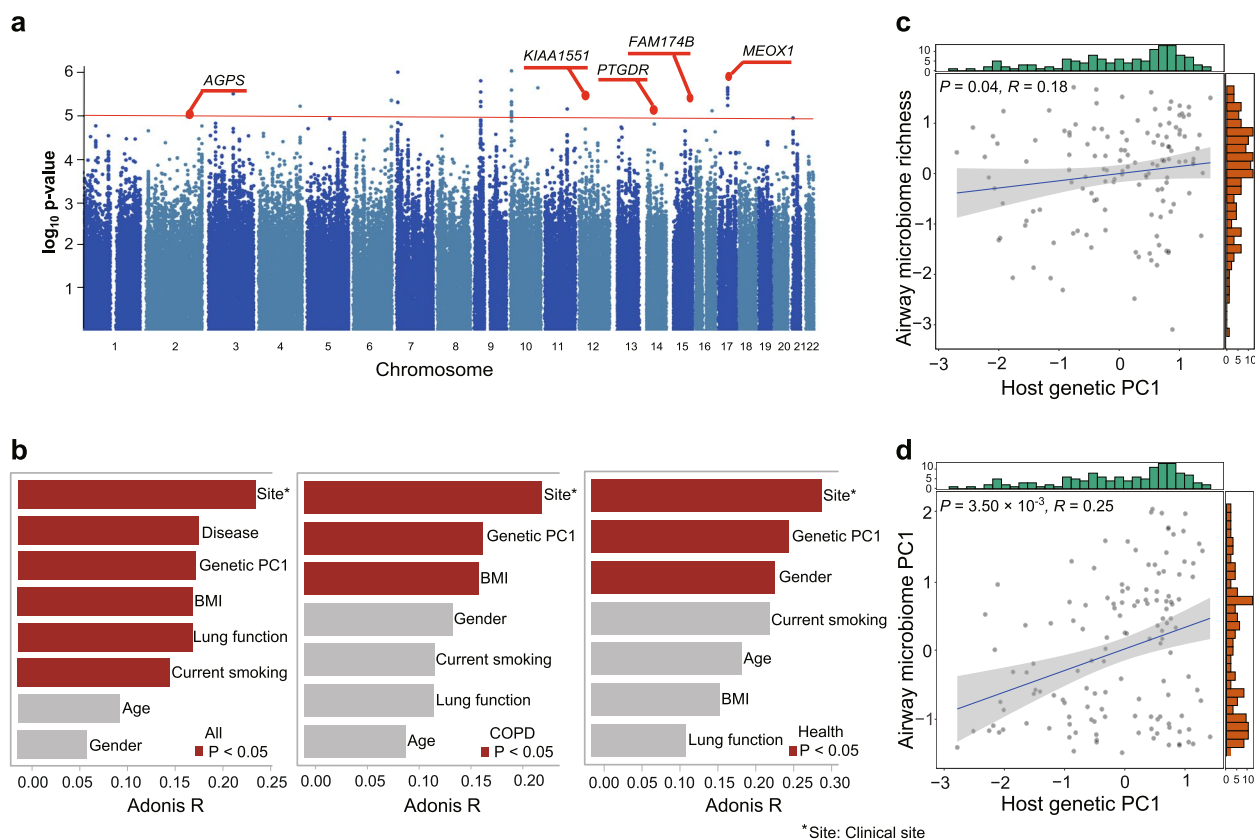 a
AGPS
KIAA1551
PTGDR
FAM174B
MEOX1
log₁₀ p-value
6
5
4
3
2
1
1 2 3 4 5 6 7 8 9 10 11 12 13 14 15 16 17 18 19 20 21 22
Chromosome
b
Site*
Disease
Genetic PC1
BMI
Lung function
Current smoking
Age
Gender
All
P < 0.05
0.00 0.05 0.10 0.15 0.20 0.25
Adonis R
Site*
Genetic PC1
BMI
Gender
Current smoking
Lung function
Age
COPD
P < 0.05
0.00 0.05 0.10 0.15 0.20
Adonis R
Site*
Genetic PC1
Gender
Current smoking
Age
BMI
Lung function
Health
P < 0.05
0.00 0.05 0.10 0.15 0.20 0.25 0.30
Adonis R
*Site: Clinical site
c
10
5
0
P = 0.04, R = 0.18
Airway microbiome richness
1
0
−1
−2
−3
−3 −2 −1 0 1
0 5 10
Host genetic PC1
d
10
5
0
P = 3.50 × 10⁻³, R = 0.25
Airway microbiome PC1
2
1
0
−1
−3 −2 −1 0 1
0 5 10
Host genetic PC1